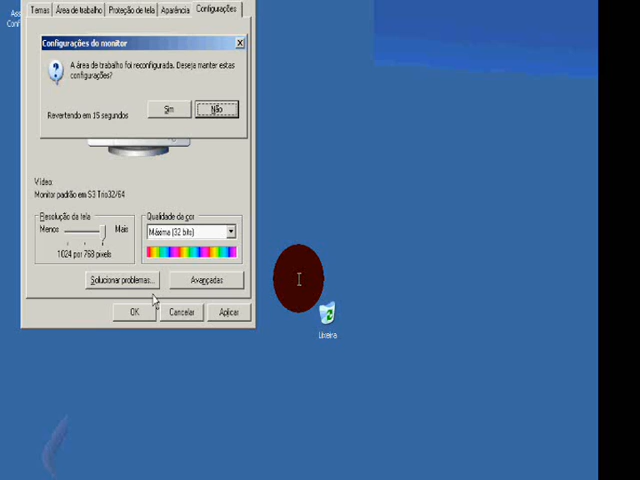 Ass
Conf
Temas
Área de trabalho
Proteção de tela
Aparência
Configurações
Configurações do monitor
A área de trabalho foi reconfigurada. Deseja manter estas
configurações?
Revertendo em 15 segundos
Sim
Não
Vídeo:
Monitor padrão em S3 Trio32/64
Resolução da tela
Menos
Mais
1024 por 768 pixels
Qualidade da cor
Máxima (32 bits)
Solucionar problemas...
Avançadas
OK
Cancelar
Aplicar
Lixeira